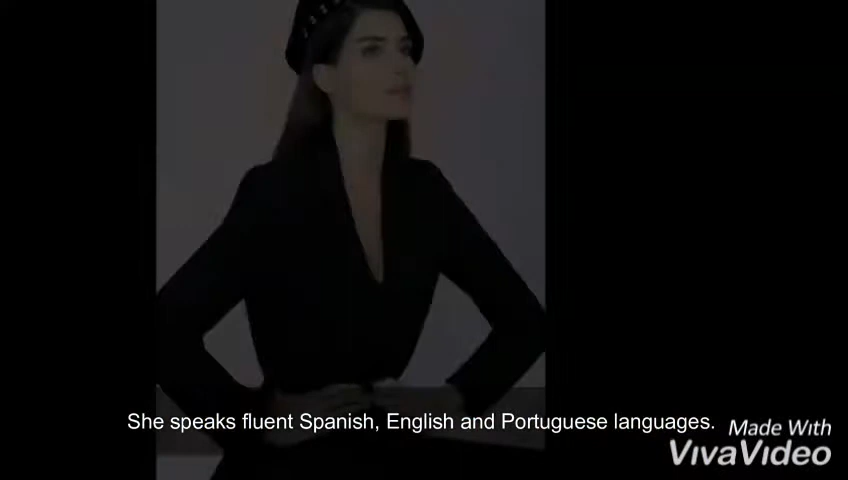 She speaks fluent Spanish, English and Portuguese languages.
Made With
VivaVideo